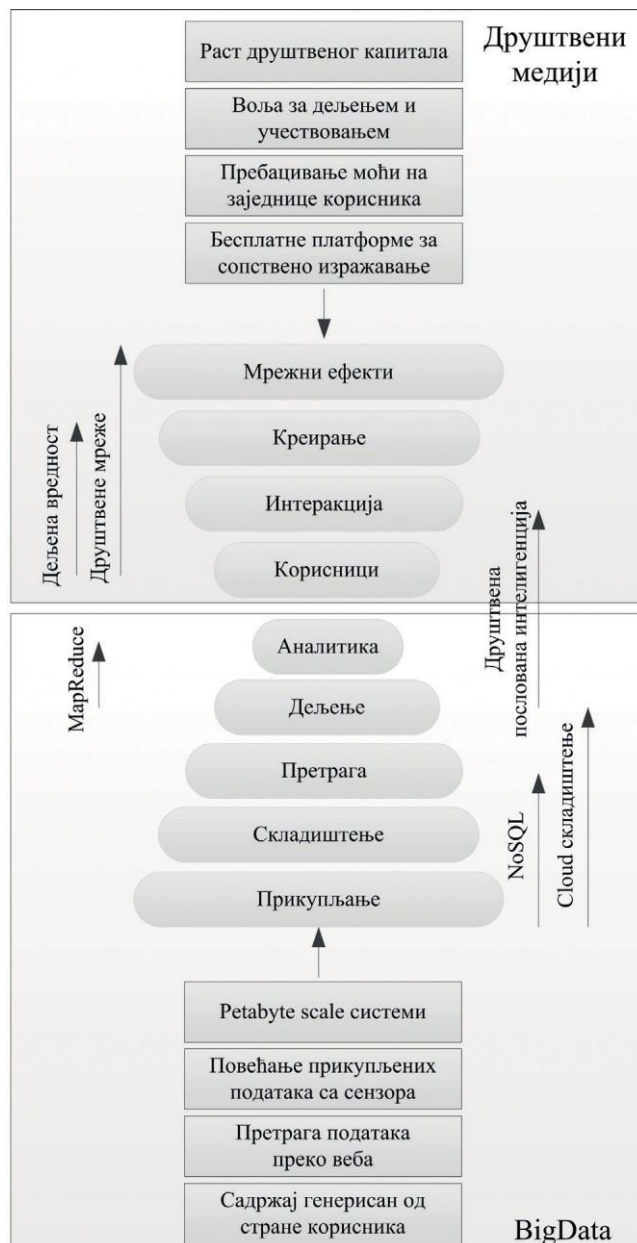 Друштвени
медији
Раст друштвеног капитала
Воља за дељењем и
учествовањем
Пребацивање моћи на
заједнице корисника
Бесплатне платформе за
сопствено изражавање
Мрежни ефекти
Креирање
Интеракција
Корисници
Дељена вредност
Друштвене мреже
Друштвена
послована интелигенција
MapReduce
Аналитика
Дељење
Претрага
Складиштење
Прикупљање
NoSQL
Cloud складиштење
Petabyte scale системи
Повећање прикупљених
података са сензора
Претрага података
преко веба
Садржај генерисан од
стране корисника
BigData